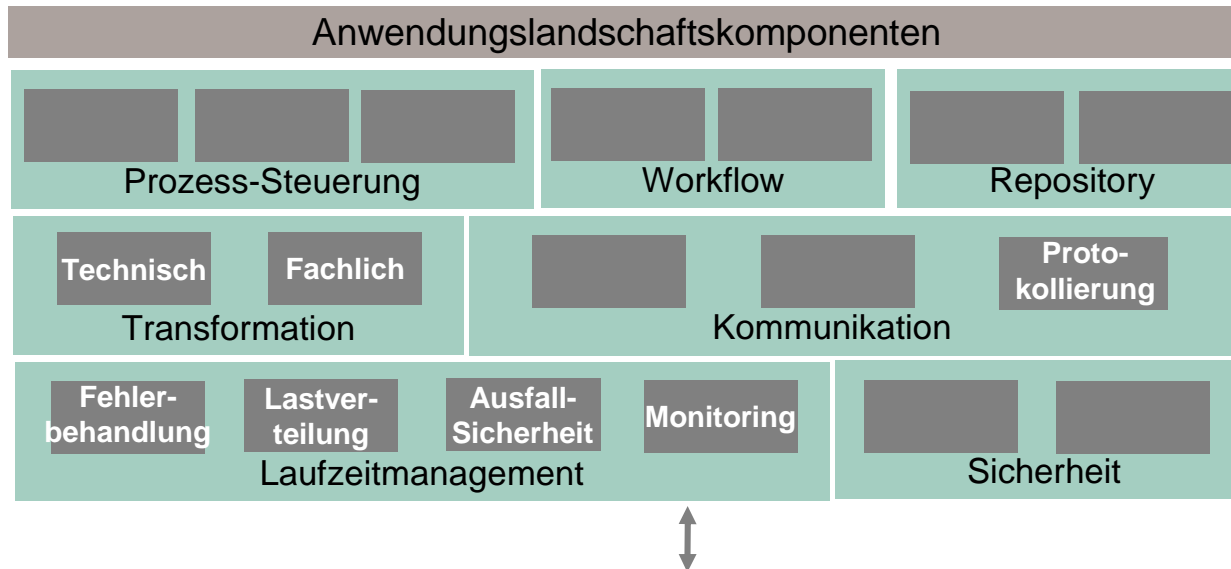 Anwendungslandschaftskomponenten
Prozess-Steuerung
Workflow
Repository
Technisch
Fachlich
Transformation
Proto-
kollierung
Kommunikation
Fehler-
behandlung
Lastver-
teilung
Ausfall-
Sicherheit
Monitoring
Laufzeitmanagement
Sicherheit